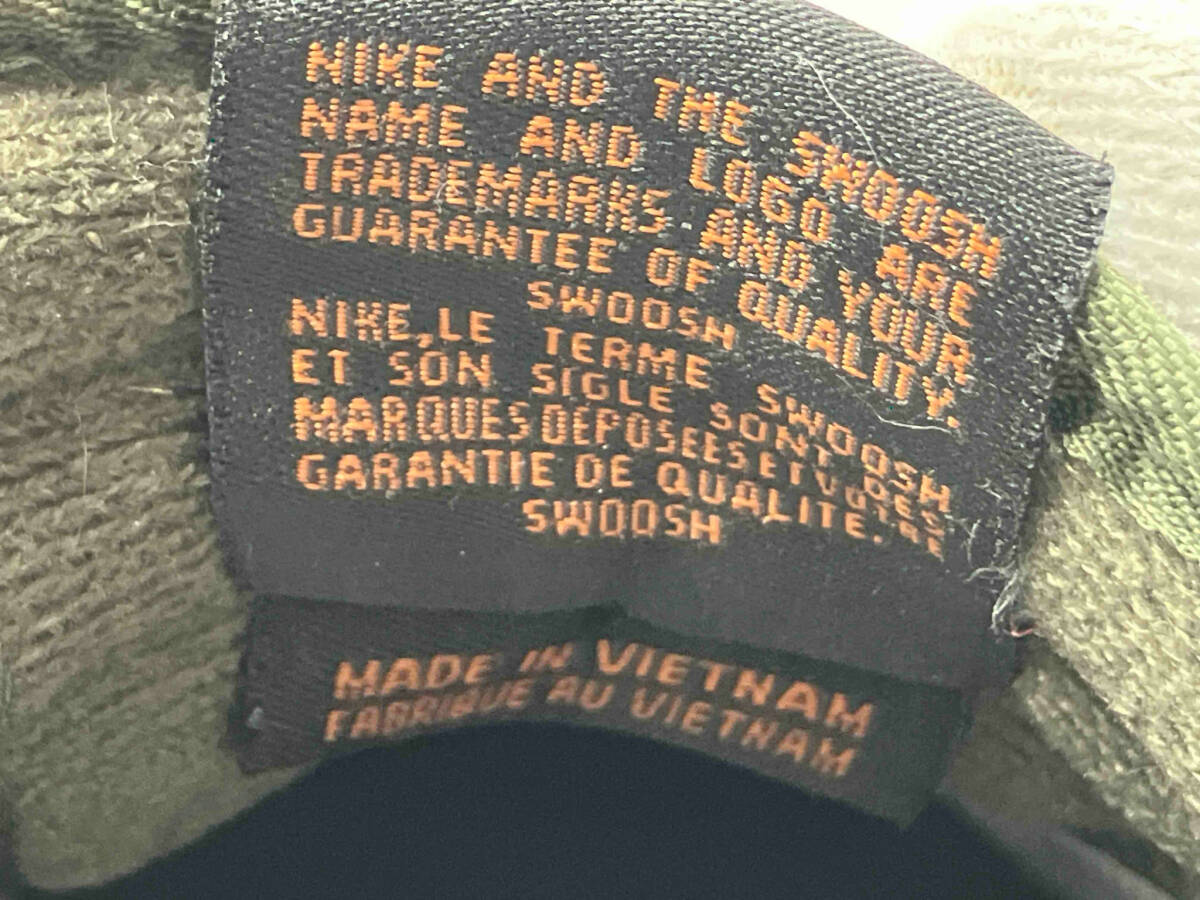 NIKE AND THE SWOOSH
NAME AND LOGO ARE
TRADEMARKS AND YOUR
GUARANTEE OF QUALITY.
SWOOSH
NIKE, LE TERME SWOOSH
ET SON SIGLE SONT DES
MARQUES DEPOSEES ET VOTRE
GARANTIE DE QUALITE.
SWOOSH
MADE IN VIETNAM
FABRIQUE AU VIETNAM